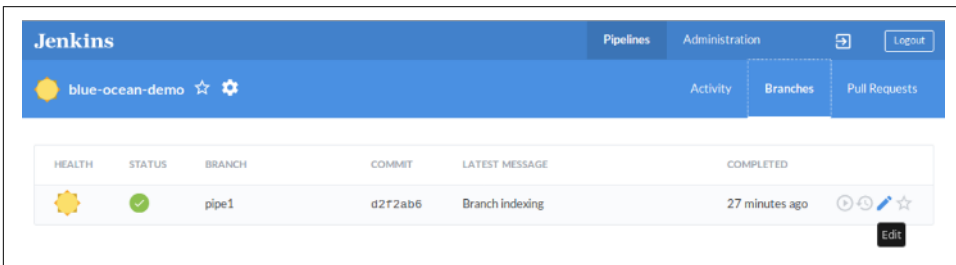 Jenkins Pipelines Administration Logout
blue-ocean-demo Activity Branches Pull Requests
HEALTH STATUS BRANCH COMMIT LATEST MESSAGE COMPLETED
pipe1 d2f2ab6 Branch indexing 27 minutes ago
Edit